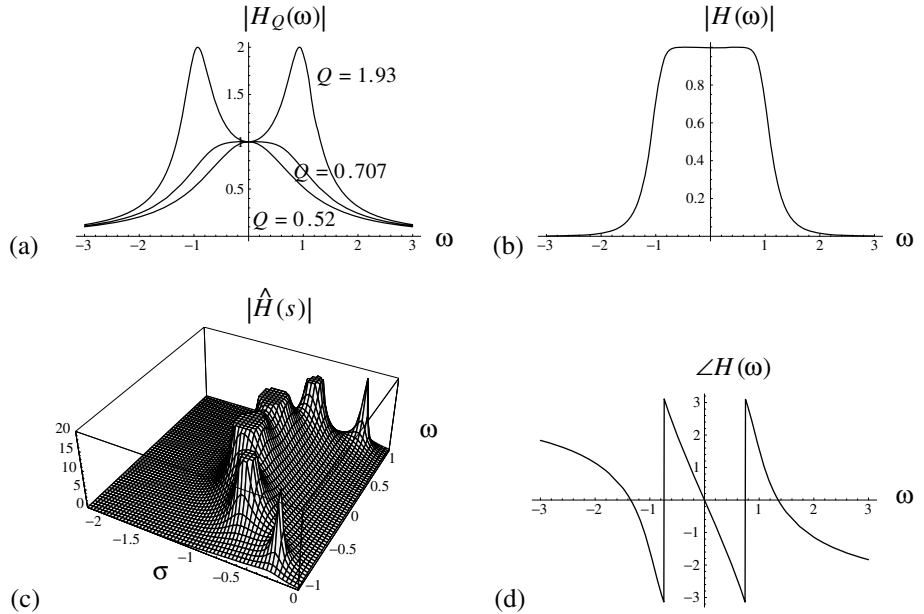 |H_Q(ω)|
2
1.5
1
0.5
Q = 1.93
Q = 0.707
Q = 0.52
−3 −2 −1 1 2 3
ω
(a)
|H(ω)|
0.8
0.6
0.4
0.2
−3 −2 −1 1 2 3
ω
(b)
|Ĥ(s)|
20
15
10
5
0
−2 −1.5 −1 −0.5 0
σ
−1 −0.5 0 0.5 1
ω
(c)
∠H(ω)
3
2
1
−1
−2
−3
−3 −2 −1 1 2 3
ω
(d)